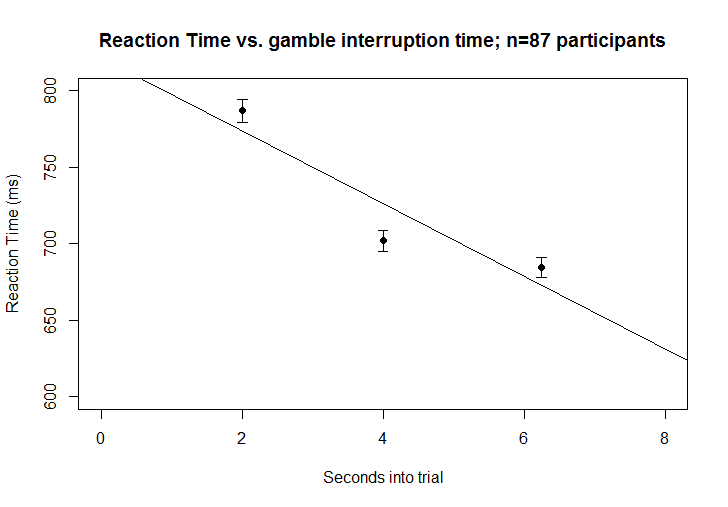 Reaction Time vs. gamble interruption time; n=87 participants
Reaction Time (ms)
800
750
700
650
600
0 2 4 6 8
Seconds into trial